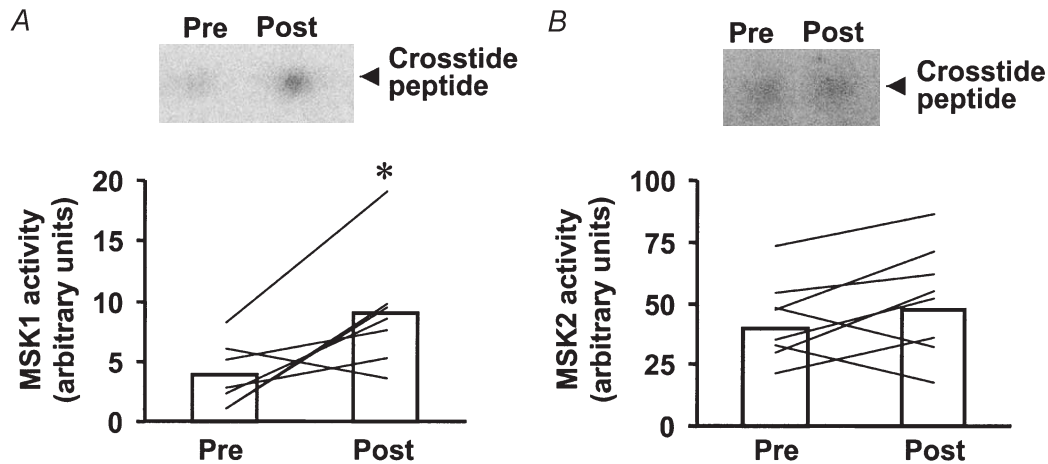 A
Pre Post
Crosstide
peptide
MSK1 activity
(arbitrary units)
20
15
10
5
0
*
Pre Post
B
Pre Post
Crosstide
peptide
MSK2 activity
(arbitrary units)
100
75
50
25
0
Pre Post